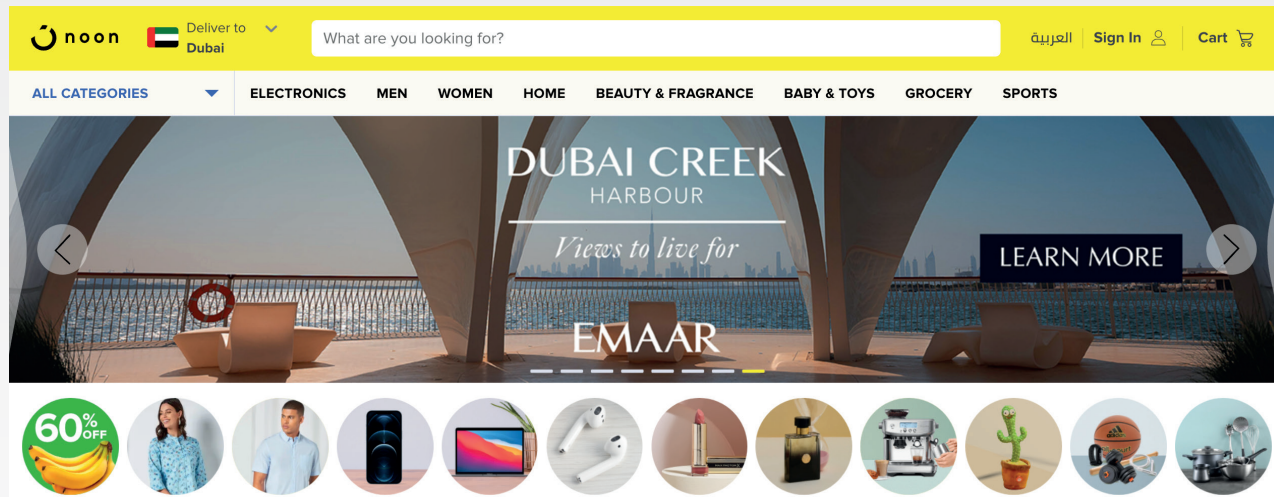 noon
Deliver to
Dubai
What are you looking for?
العربية
Sign In
Cart
ALL CATEGORIES
ELECTRONICS
MEN
WOMEN
HOME
BEAUTY & FRAGRANCE
BABY & TOYS
GROCERY
SPORTS
DUBAI CREEK
HARBOUR
Views to live for
LEARN MORE
EMAAR
60%
OFF